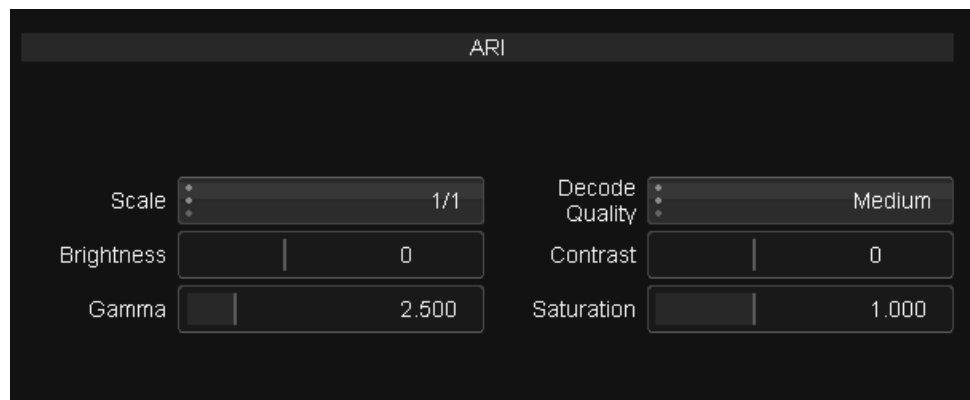 ARI
Scale 1/1
Decode Quality Medium
Brightness 0
Contrast 0
Gamma 2.500
Saturation 1.000